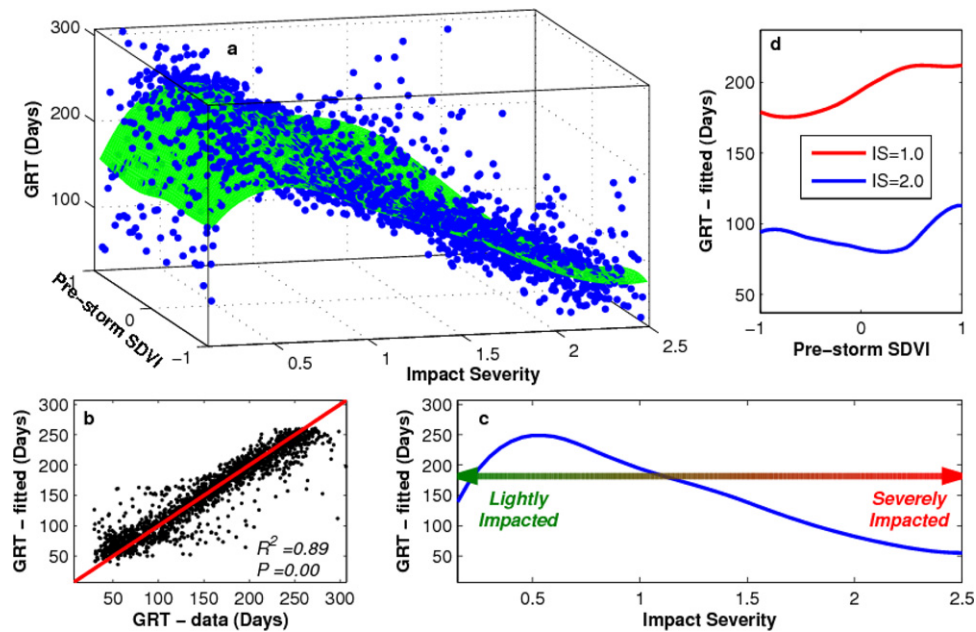 a
GRT (Days)
300
200
100
1
0
−1
Pre−storm SDVI
0.5
1
1.5
2
2.5
Impact Severity
d
GRT − fitted (Days)
200
150
100
50
IS=1.0
IS=2.0
−1
0
1
Pre−storm SDVI
b
GRT − fitted (Days)
300
250
200
150
100
50
R2 =0.89
P =0.00
50 100 150 200 250 300
GRT − data (Days)
c
GRT − fitted (Days)
300
250
200
150
100
50
Lightly
Impacted
Severely
Impacted
0.5 1 1.5 2 2.5
Impact Severity